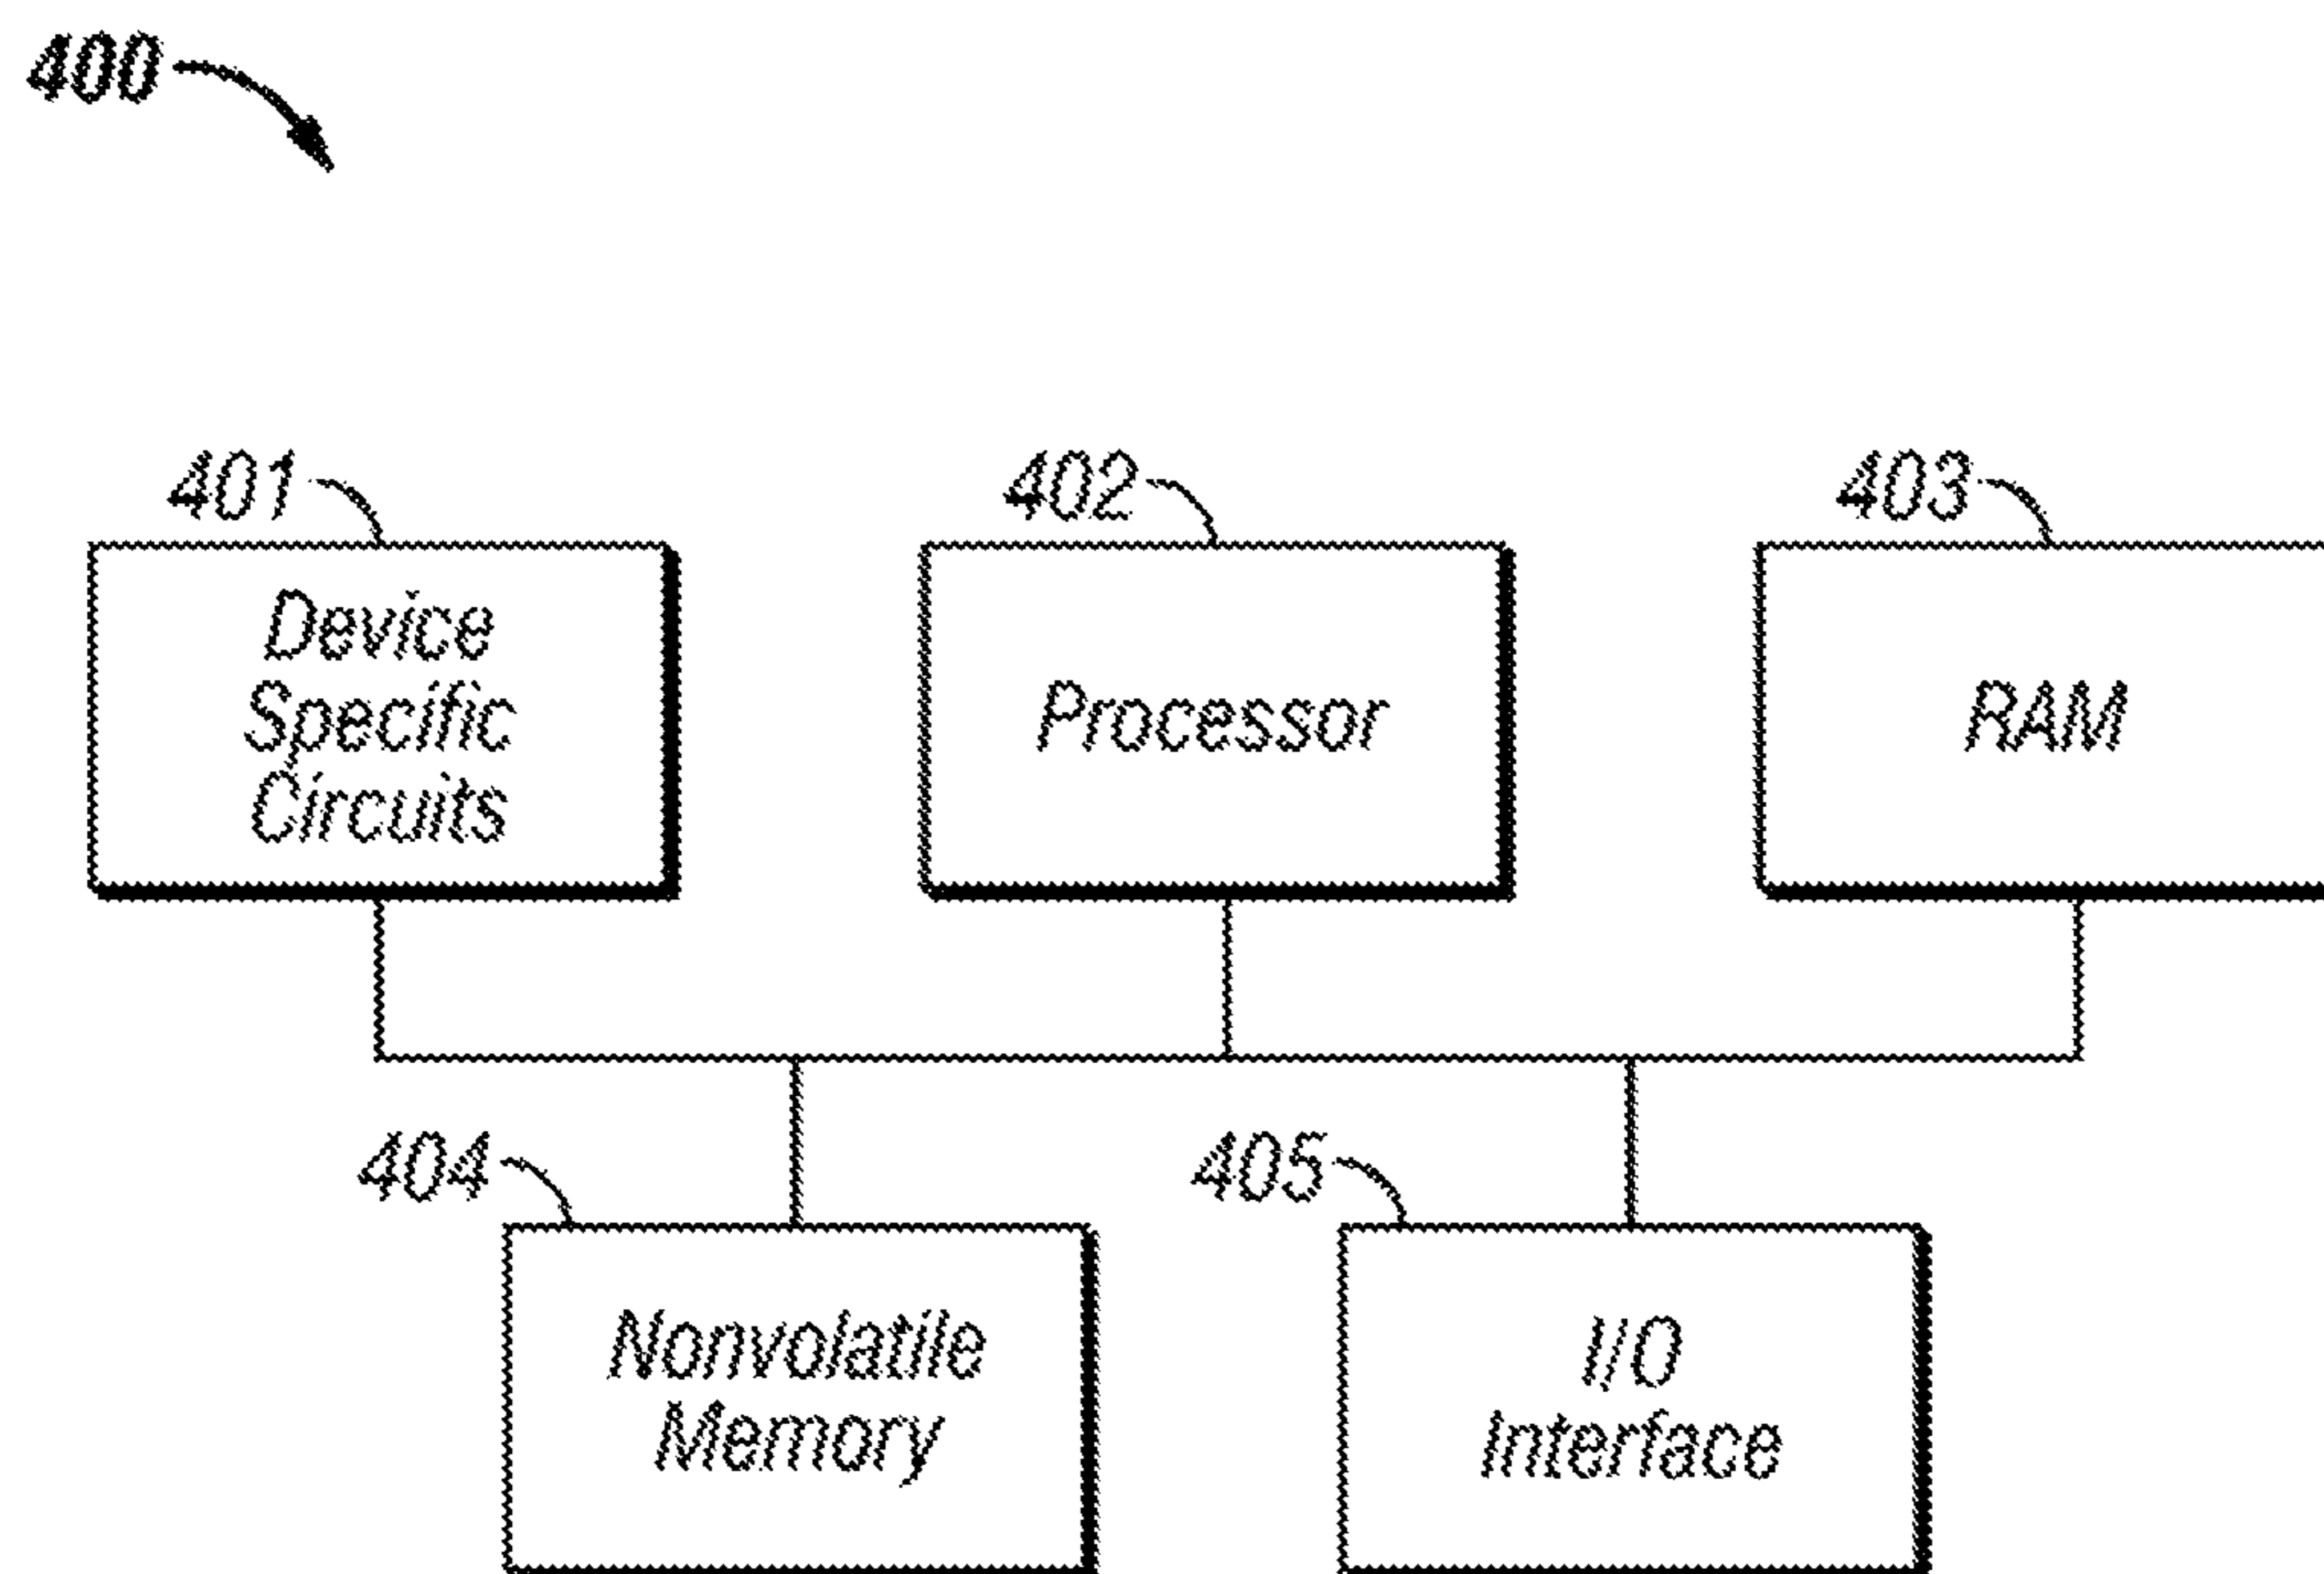 400
401
402
403
Device
Specific
Circuits
Processor
RAM
404
405
Nonvolatile
Memory
I/O
Interface